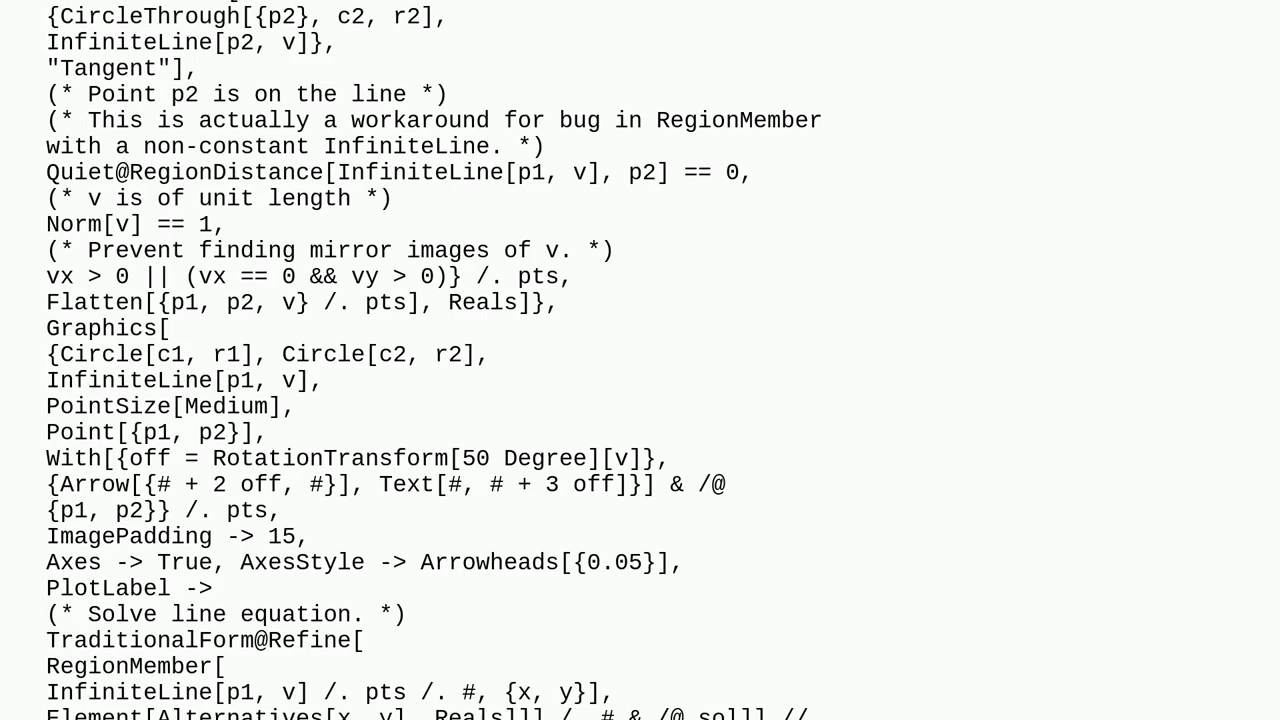 {CircleThrough[{p2}, c2, r2],
InfiniteLine[p2, v]},
"Tangent"],
(* Point p2 is on the line *)
(* This is actually a workaround for bug in RegionMember
with a non-constant InfiniteLine. *)
Quiet@RegionDistance[InfiniteLine[p1, v], p2] == 0,
(* v is of unit length *)
Norm[v] == 1,
(* Prevent finding mirror images of v. *)
vx > 0 || (vx == 0 && vy > 0)} /. pts,
Flatten[{p1, p2, v} /. pts], Reals]},
Graphics[
{Circle[c1, r1], Circle[c2, r2],
InfiniteLine[p1, v],
PointSize[Medium],
Point[{p1, p2}],
With[{off = RotationTransform[50 Degree][v]},
{Arrow[{# + 2 off, #}], Text[#, # + 3 off]}] & /@
{p1, p2}} /. pts,
ImagePadding -> 15,
Axes -> True, AxesStyle -> Arrowheads[{0.05}],
PlotLabel ->
(* Solve line equation. *)
TraditionalForm@Refine[
RegionMember[
InfiniteLine[p1, v] /. pts /. #, {x, y}],
Element[Alternatives[x, y], Reals]]] /. # & /@ sol]] //